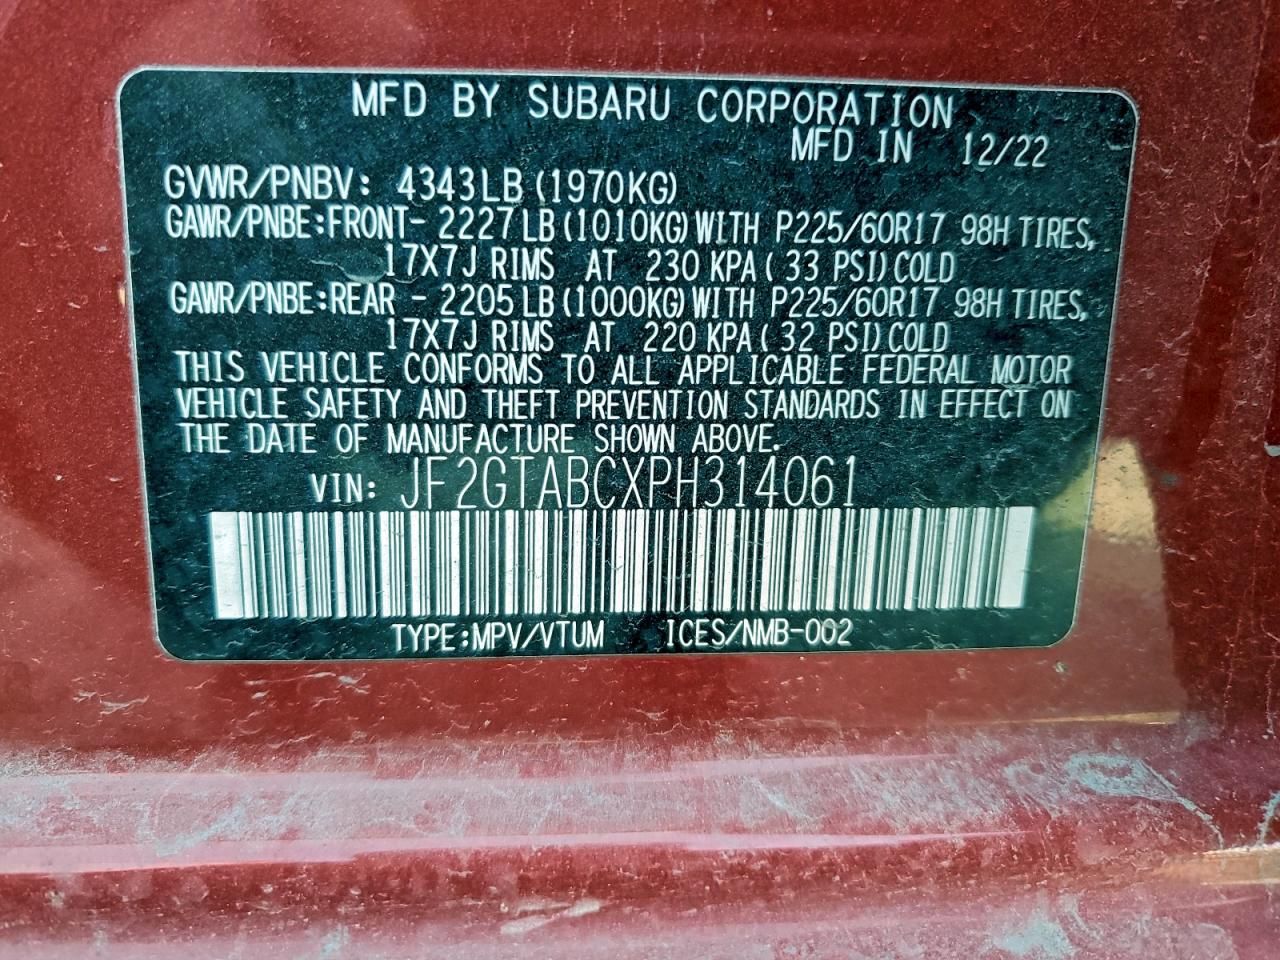 MFD BY SUBARU CORPORATION
MFD IN 12/22
GVWR/PNBV: 4343LB (1970KG)
GAWR/PNBE:FRONT- 2227LB (1010KG) WITH P225/60R17 98H TIRES,
17X7J RIMS AT 230 KPA ( 33 PSI) COLD
GAWR/PNBE:REAR - 2205LB (1000KG) WITH P225/60R17 98H TIRES,
17X7J RIMS AT 220 KPA ( 32 PSI) COLD
THIS VEHICLE CONFORMS TO ALL APPLICABLE FEDERAL MOTOR
VEHICLE SAFETY AND THEFT PREVENTION STANDARDS IN EFFECT ON
THE DATE OF MANUFACTURE SHOWN ABOVE.
VIN: JF2GTABCXPH314061
TYPE:MPV/VTUM ICES/NMB-002